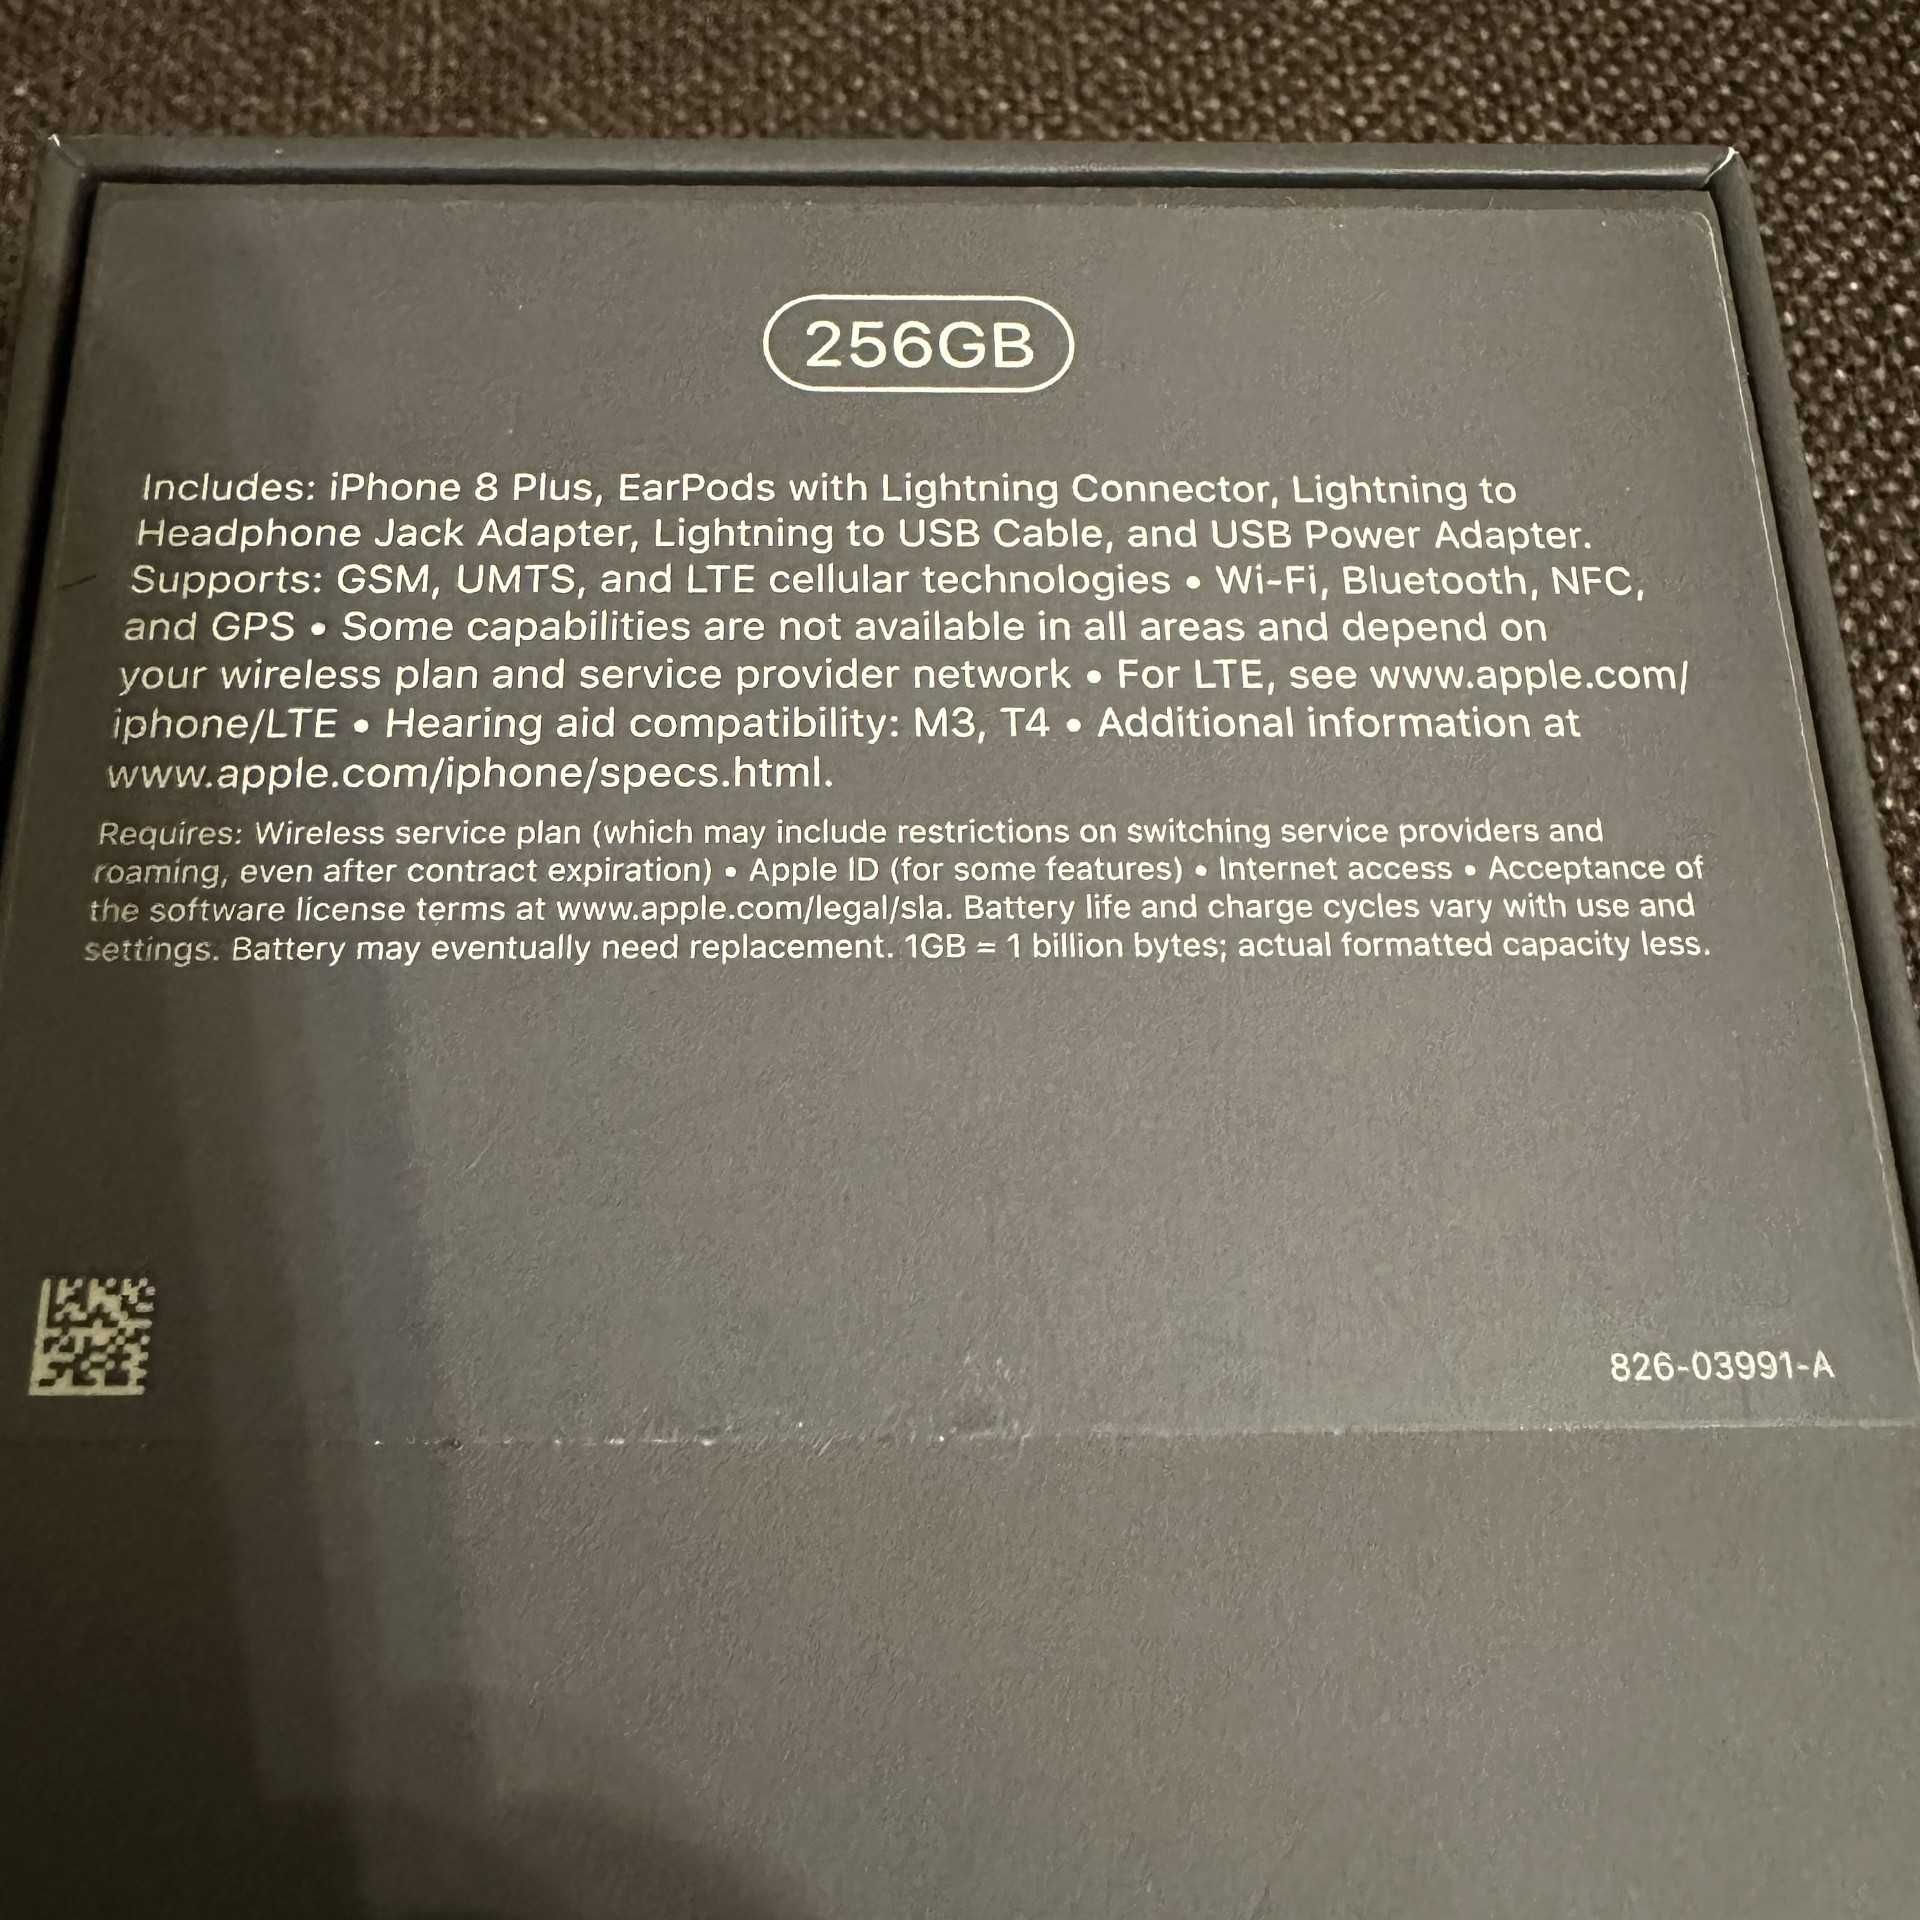 256GB
Includes: iPhone 8 Plus, EarPods with Lightning Connector, Lightning to
Headphone Jack Adapter, Lightning to USB Cable, and USB Power Adapter.
Supports: GSM, UMTS, and LTE cellular technologies • Wi-Fi, Bluetooth, NFC,
and GPS • Some capabilities are not available in all areas and depend on
your wireless plan and service provider network • For LTE, see www.apple.com/
iphone/LTE • Hearing aid compatibility: M3, T4 • Additional information at
www.apple.com/iphone/specs.html.
Requires: Wireless service plan (which may include restrictions on switching service providers and
roaming, even after contract expiration) • Apple ID (for some features) • Internet access • Acceptance of
the software license terms at www.apple.com/legal/sla. Battery life and charge cycles vary with use and
settings. Battery may eventually need replacement. 1GB = 1 billion bytes; actual formatted capacity less.
826-03991-A